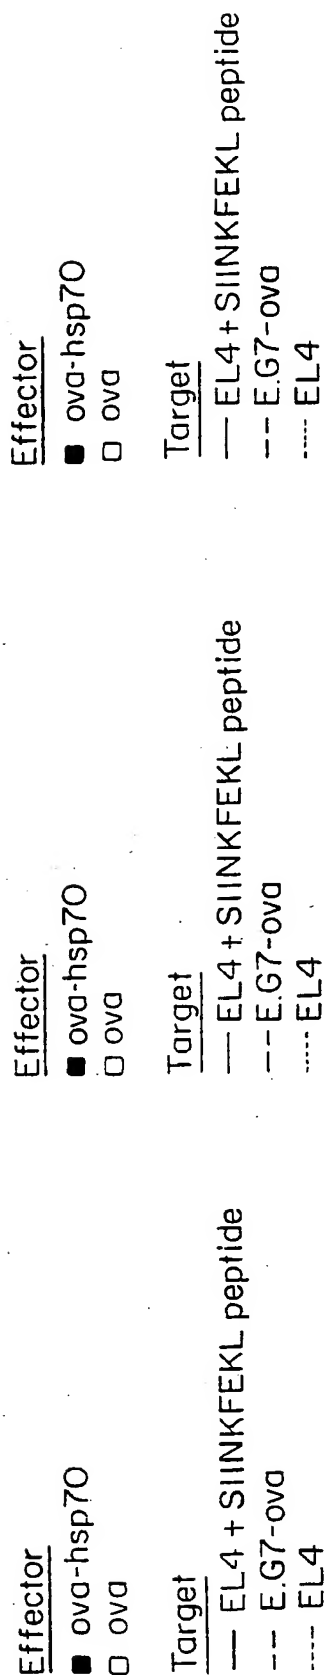 Effector
■ ova-hsp70
□ ova
Target
— EL4 + SIINKFEKL peptide
-- E.G7-ova
---- EL4
Effector
■ ova-hsp70
□ ova
Target
— EL4 + SIINKFEKL peptide
-- E.G7-ova
---- EL4
Effector
■ ova-hsp70
□ ova
Target
— EL4 + SIINKFEKL peptide
-- E.G7-ova
---- EL4